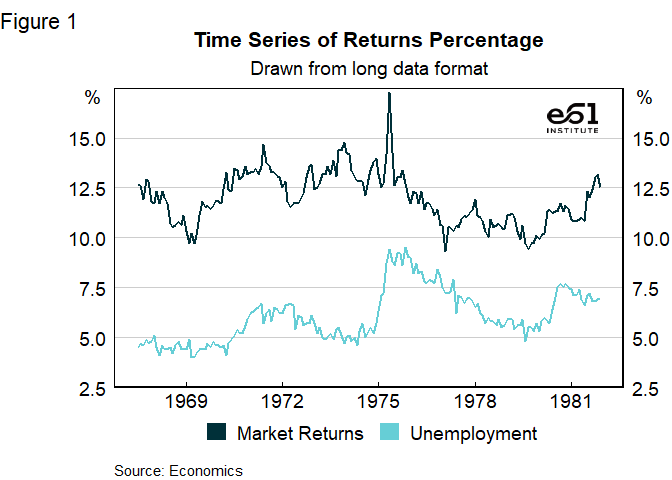 Figure 1
Time Series of Returns Percentage
Drawn from long data format
% %
e61
INSTITUTE
15.0 15.0
12.5 12.5
10.0 10.0
7.5 7.5
5.0 5.0
2.5 2.5
1969 1972 1975 1978 1981
Market Returns Unemployment
Source: Economics